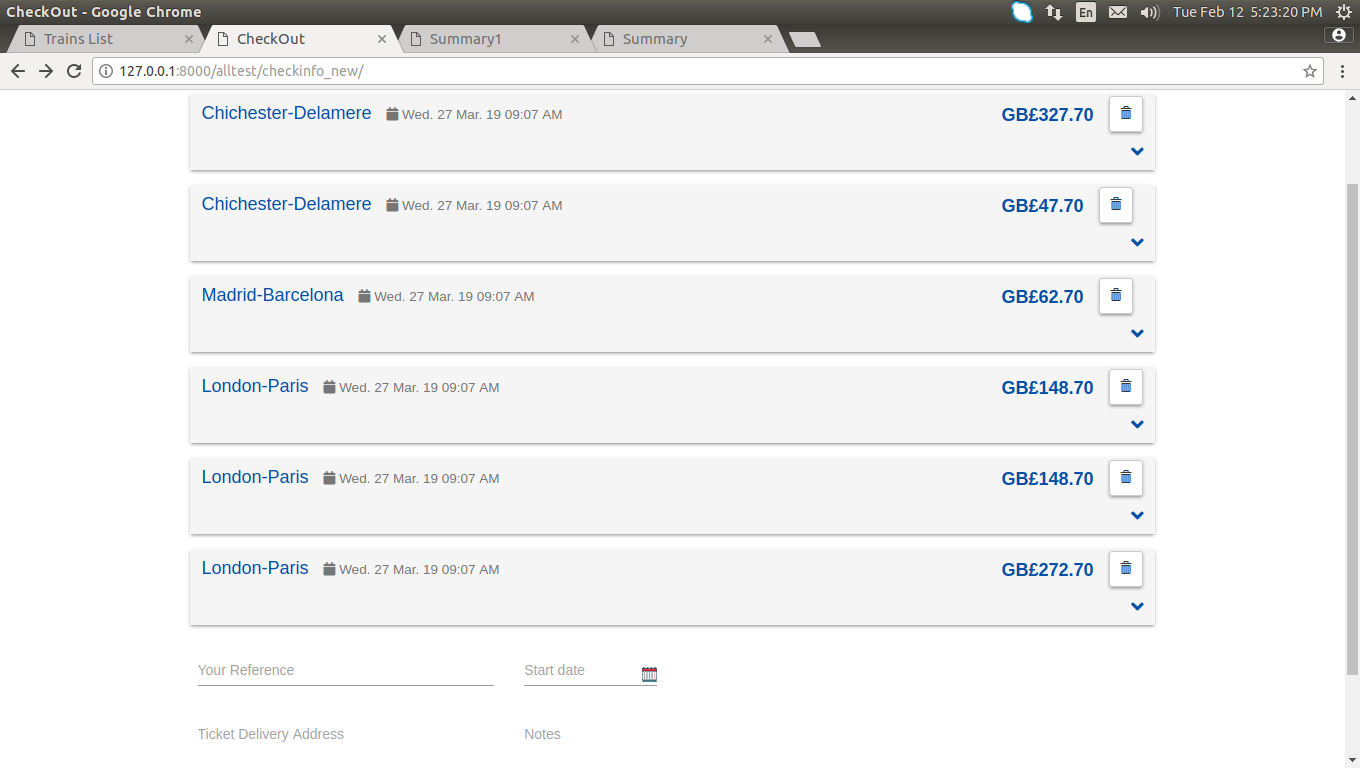 CheckOut - Google Chrome
En
Tue Feb 12 5:23:20 PM
Trains List
CheckOut
Summary1
Summary
127.0.0.1:8000/alltest/checkinfo_new/
Chichester-Delamere Wed. 27 Mar. 19 09:07 AM GB£327.70
Chichester-Delamere Wed. 27 Mar. 19 09:07 AM GB£47.70
Madrid-Barcelona Wed. 27 Mar. 19 09:07 AM GB£62.70
London-Paris Wed. 27 Mar. 19 09:07 AM GB£148.70
London-Paris Wed. 27 Mar. 19 09:07 AM GB£148.70
London-Paris Wed. 27 Mar. 19 09:07 AM GB£272.70
Your Reference
Start date
Ticket Delivery Address
Notes